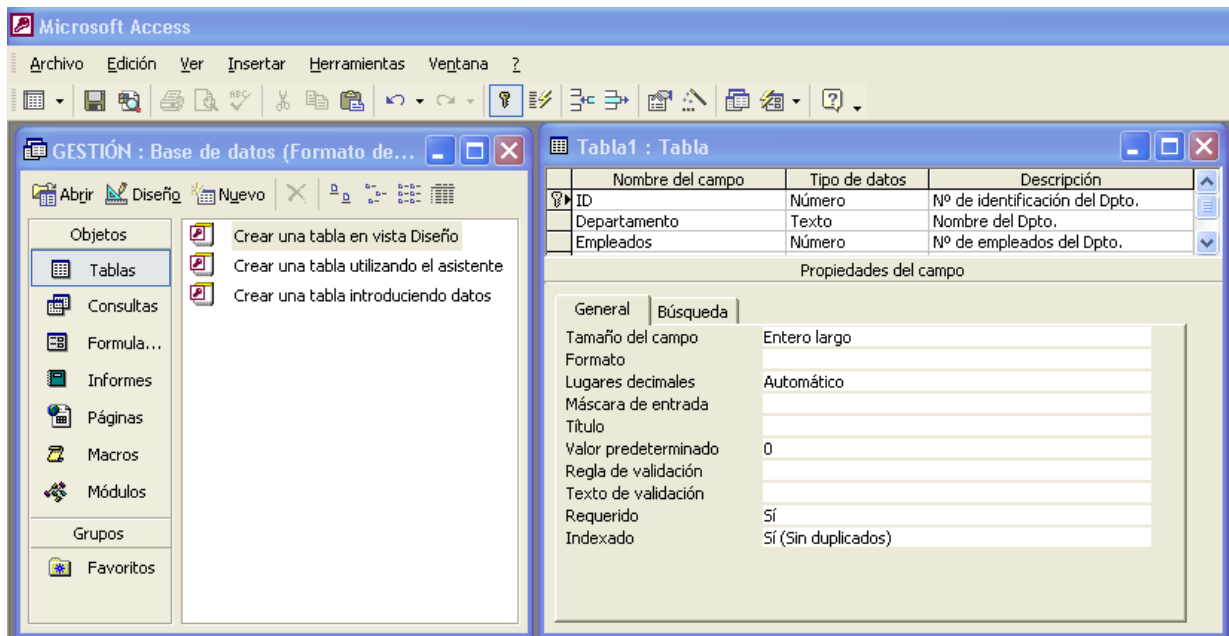 Microsoft Access
Archivo Edición Ver Insertar Herramientas Ventana ?
GESTIÓN : Base de datos (Formato de...
Abrir Diseño Nuevo
Objetos
Tablas
Consultas
Formula...
Informes
Páginas
Macros
Módulos
Grupos
Favoritos
Crear una tabla en vista Diseño
Crear una tabla utilizando el asistente
Crear una tabla introduciendo datos
Tabla1 : Tabla
Nombre del campo Tipo de datos Descripción
ID Número Nº de identificación del Dpto.
Departamento Texto Nombre del Dpto.
Empleados Número Nº de empleados del Dpto.
Propiedades del campo
General Búsqueda
Tamaño del campo Entero largo
Formato
Lugares decimales Automático
Máscara de entrada
Título
Valor predeterminado 0
Regla de validación
Texto de validación
Requerido Sí
Indexado Sí (Sin duplicados)